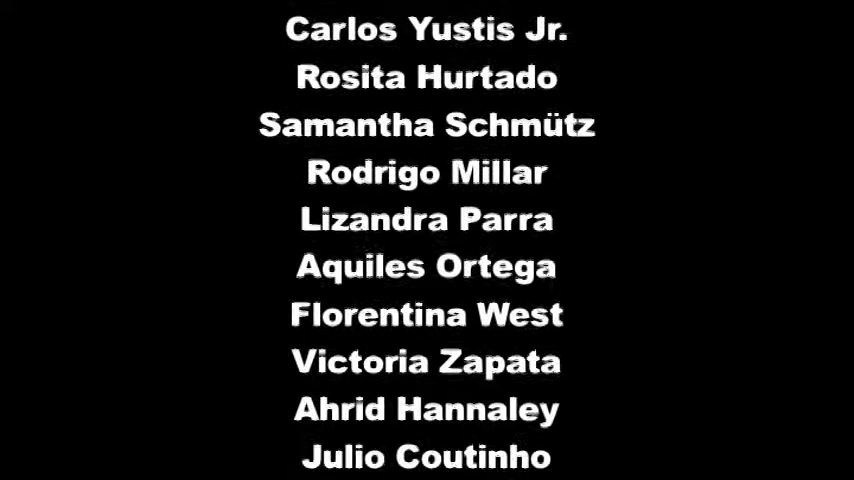 Carlos Yustis Jr.
Rosita Hurtado
Samantha Schmütz
Rodrigo Millar
Lizandra Parra
Aquiles Ortega
Florentina West
Victoria Zapata
Ahrid Hannaley
Julio Coutinho